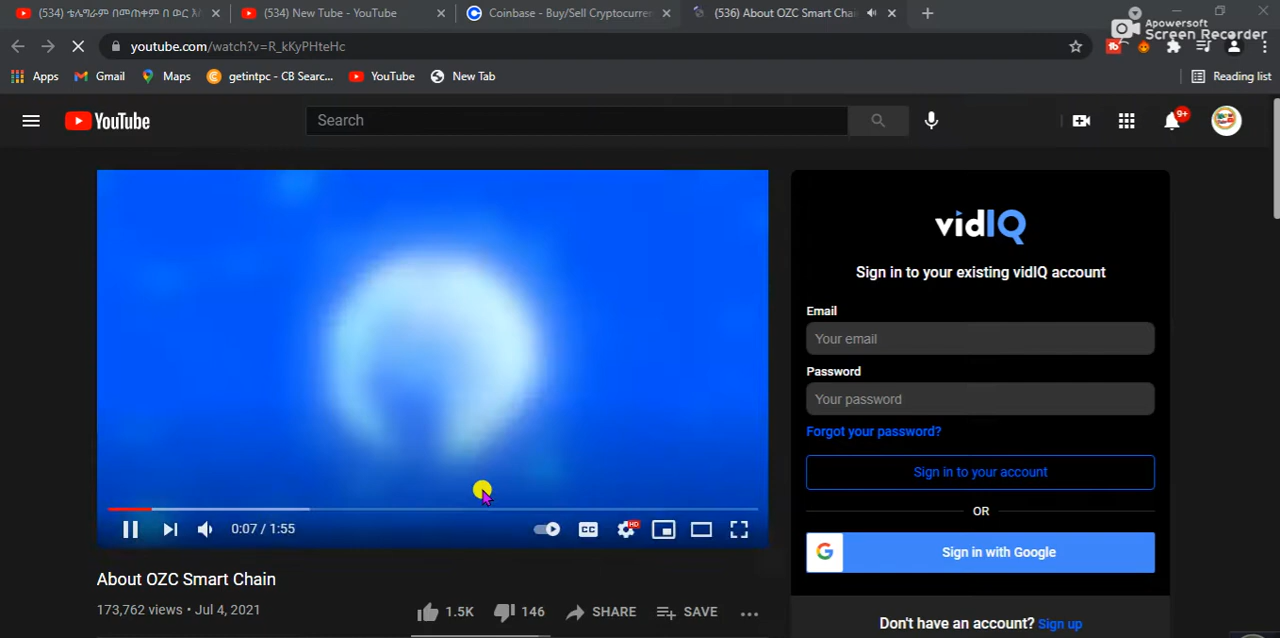 (534) ቴሌግራም በመጠቀም በ ወር እስ
(534) New Tube - YouTube
Coinbase - Buy/Sell Cryptocurren
(536) About OZC Smart Chai
Apowersoft
Screen Recorder
youtube.com/watch?v=R_kKyPHteHc
Apps
Gmail
Maps
getintpc - CB Searc...
YouTube
New Tab
Reading list
YouTube
Search
9+
vidIQ
Sign in to your existing vidIQ account
Email
Your email
Password
Your password
Forgot your password?
Sign in to your account
OR
Sign in with Google
Don't have an account? Sign up
0:07 / 1:55
CC
HD
About OZC Smart Chain
173,762 views • Jul 4, 2021
1.5K
146
SHARE
SAVE